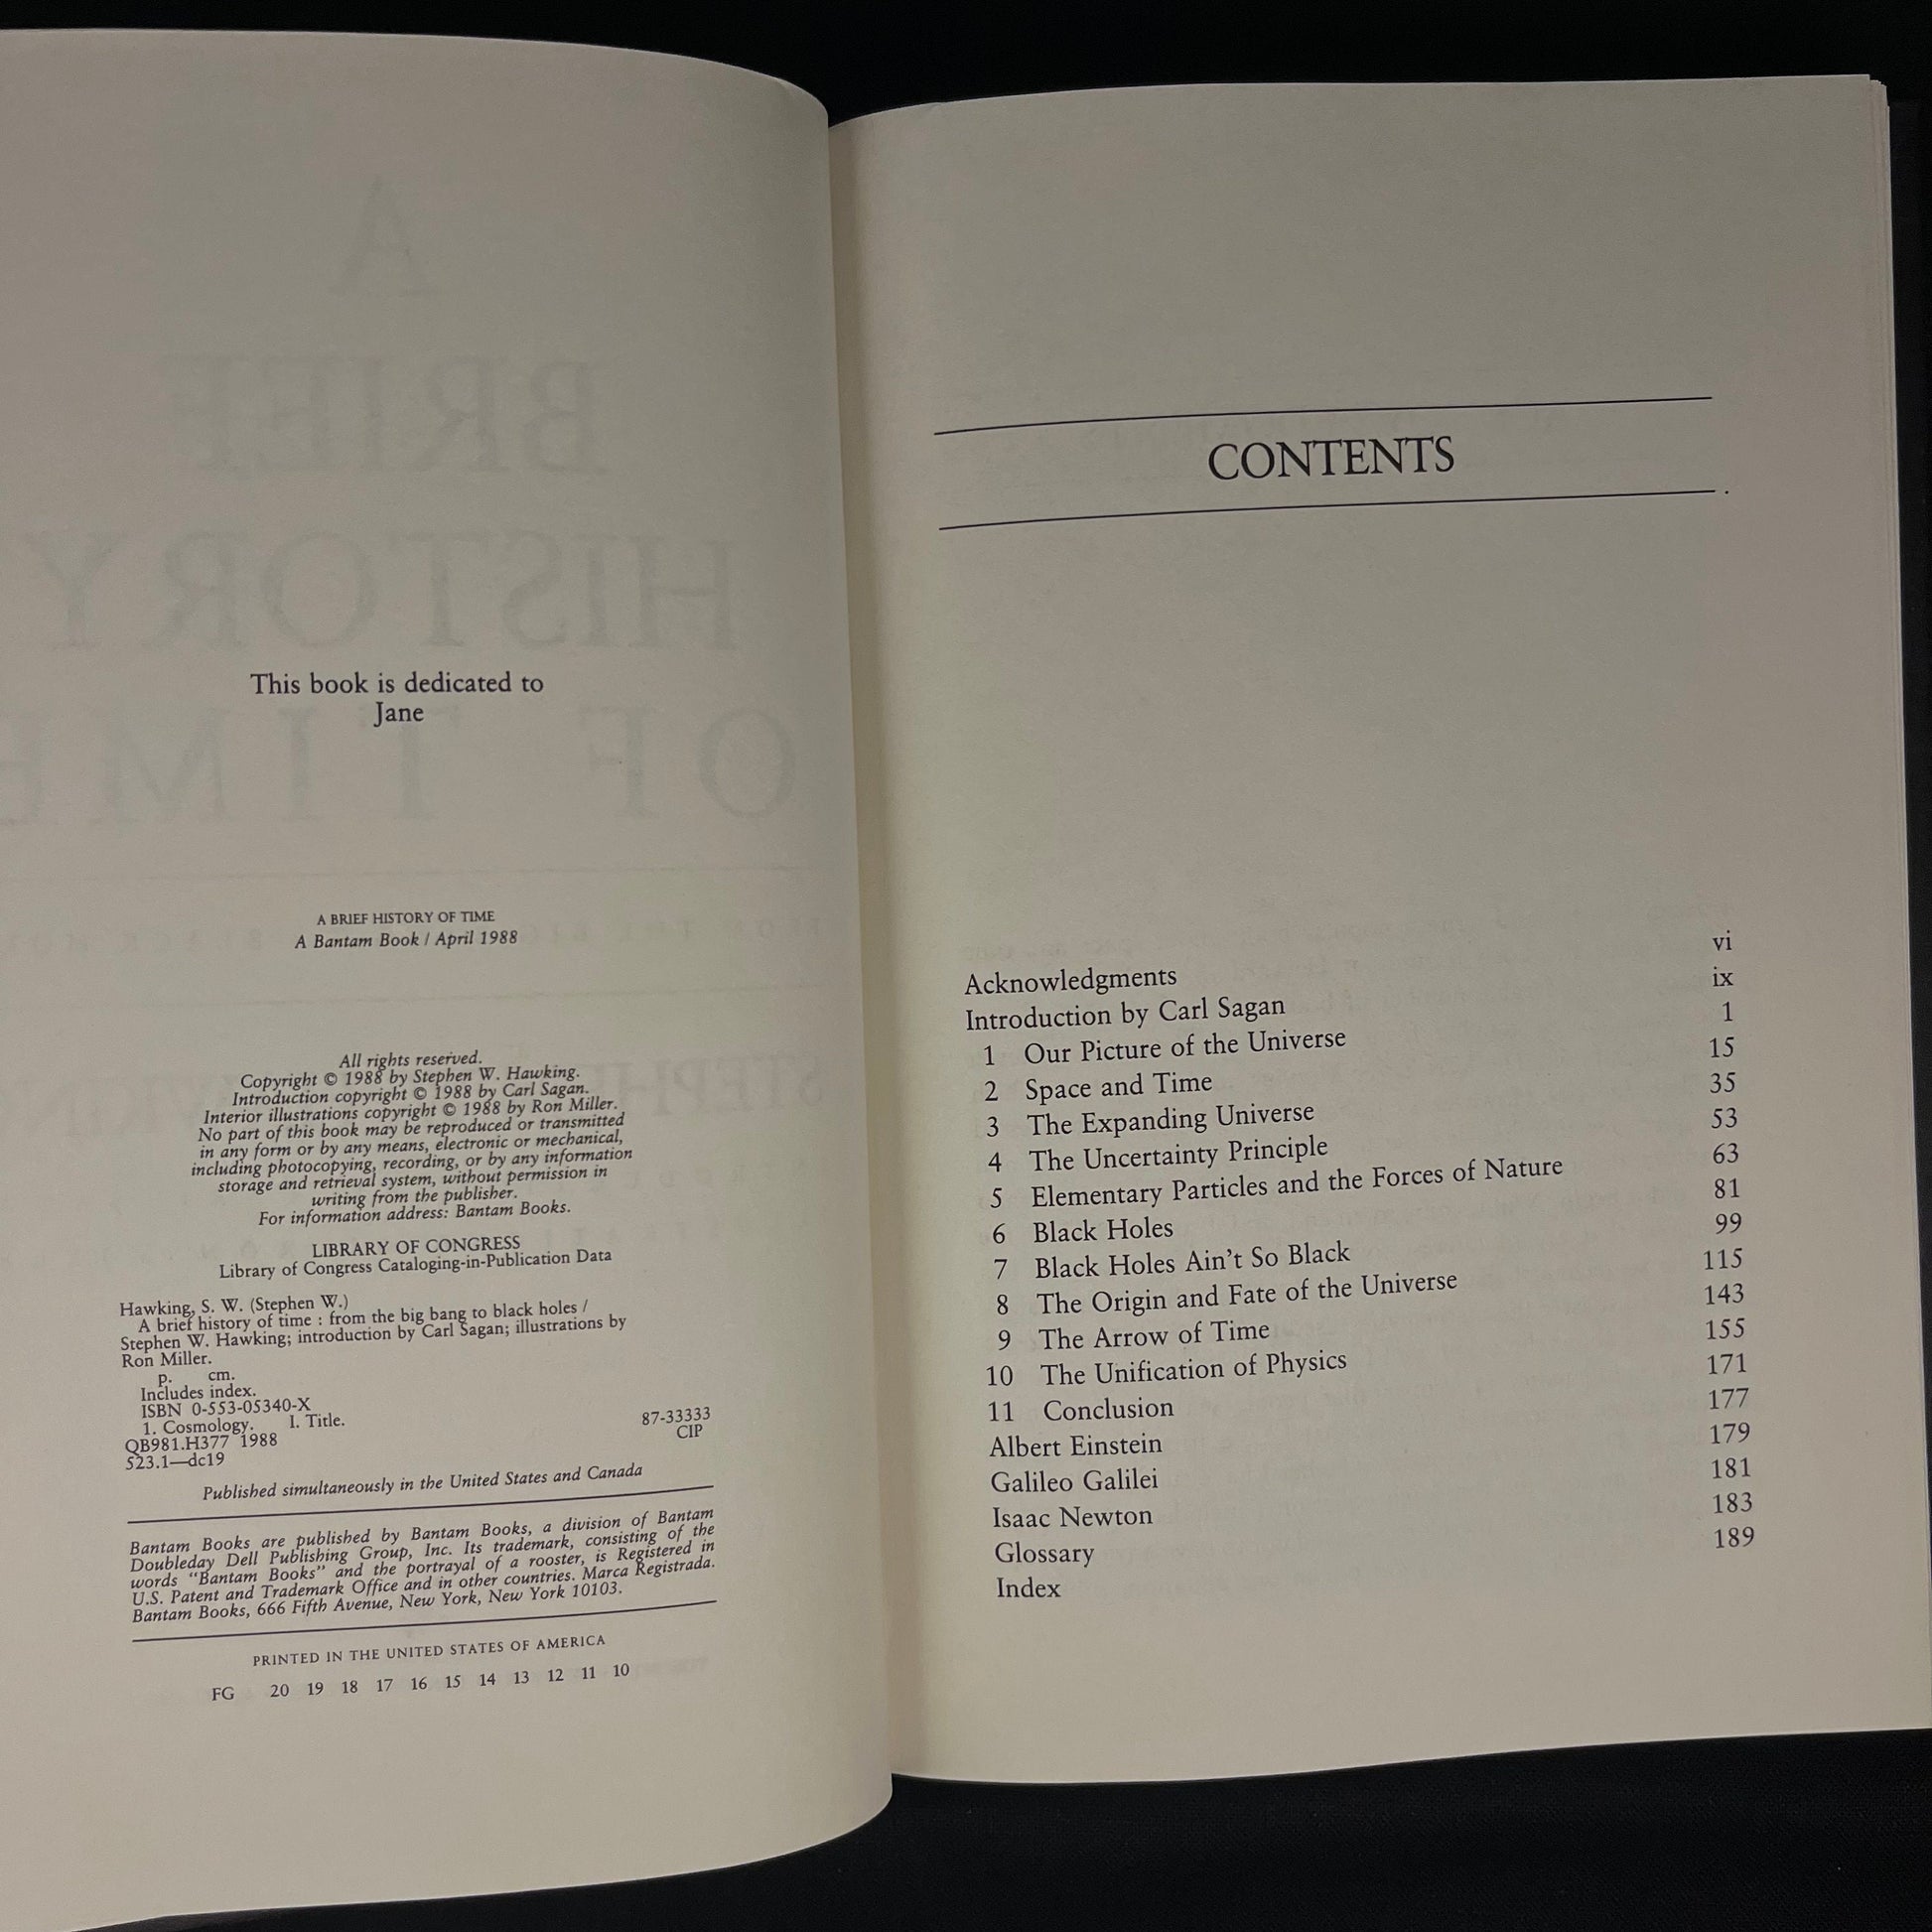 This book is dedicated to
Jane
A BRIEF HISTORY OF TIME
A Bantam Book / April 1988
All rights reserved.
Copyright © 1988 by Stephen W. Hawking.
Introduction copyright © 1988 by Carl Sagan.
Interior illustrations copyright © 1988 by Ron Miller.
No part of this book may be reproduced or transmitted
in any form or by any means, electronic or mechanical,
including photocopying, recording, or by any information
storage and retrieval system, without permission in
writing from the publisher.
For information address: Bantam Books.
LIBRARY OF CONGRESS
Library of Congress Cataloging-in-Publication Data
Hawking, S. W. (Stephen W.)
A brief history of time : from the big bang to black holes /
Stephen W. Hawking; introduction by Carl Sagan; illustrations by
Ron Miller.
p. cm.
Includes index.
ISBN 0-553-05340-X
1. Cosmology. I. Title.
QB981.H377 1988 87-33333
523.1—dc19 CIP
Published simultaneously in the United States and Canada
Bantam Books are published by Bantam Books, a division of Bantam
Doubleday Dell Publishing Group, Inc. Its trademark, consisting of the
words "Bantam Books" and the portrayal of a rooster, is Registered in
U.S. Patent and Trademark Office and in other countries. Marca Registrada.
Bantam Books, 666 Fifth Avenue, New York, New York 10103.
PRINTED IN THE UNITED STATES OF AMERICA
FG 20 19 18 17 16 15 14 13 12 11 10
CONTENTS
Acknowledgments vi
Introduction by Carl Sagan ix
1 Our Picture of the Universe 1
2 Space and Time 15
3 The Expanding Universe 35
4 The Uncertainty Principle 53
5 Elementary Particles and the Forces of Nature 63
6 Black Holes 81
7 Black Holes Ain't So Black 99
8 The Origin and Fate of the Universe 115
9 The Arrow of Time 143
10 The Unification of Physics 155
11 Conclusion 171
Albert Einstein 177
Galileo Galilei 179
Isaac Newton 181
Glossary 183
Index 189